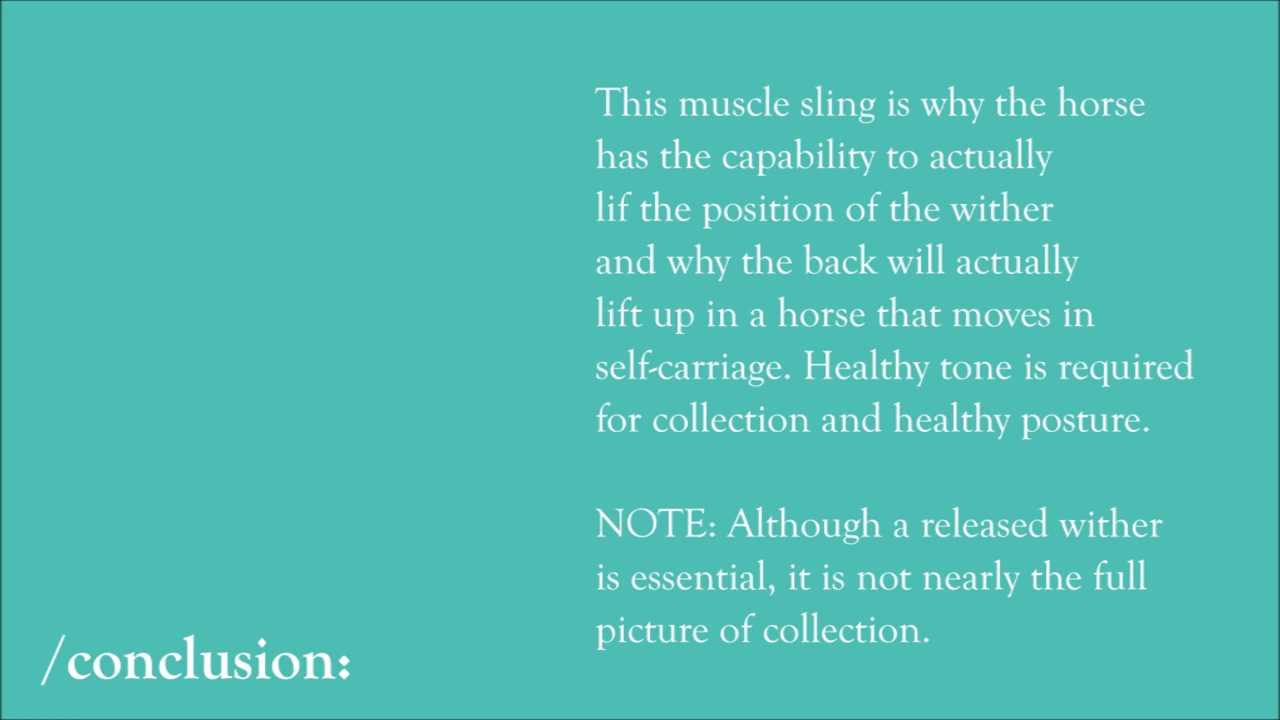 This muscle sling is why the horse
has the capability to actually
lif the position of the wither
and why the back will actually
lift up in a horse that moves in
self-carriage. Healthy tone is required
for collection and healthy posture.
NOTE: Although a released wither
is essential, it is not nearly the full
picture of collection.
/conclusion: